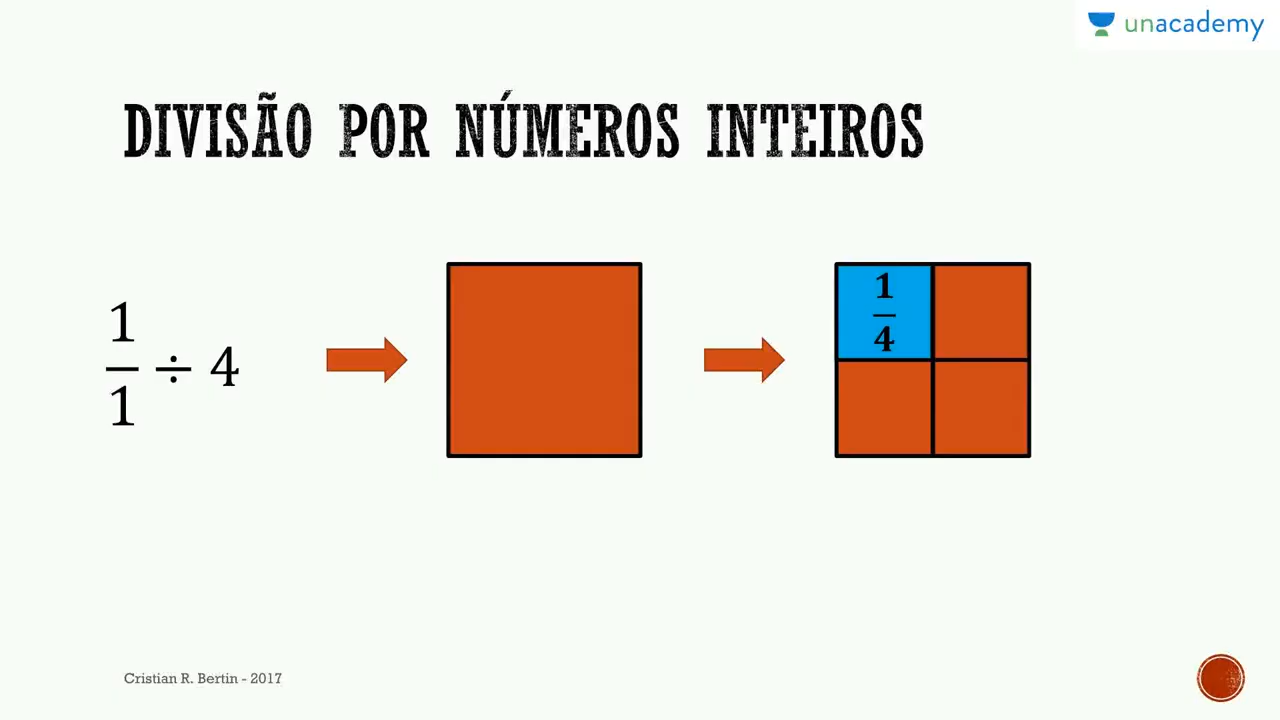 unacademy
DIVISÃO POR NÚMEROS INTEIROS
1/1 ÷ 4
1/4
Cristian R. Bertin - 2017